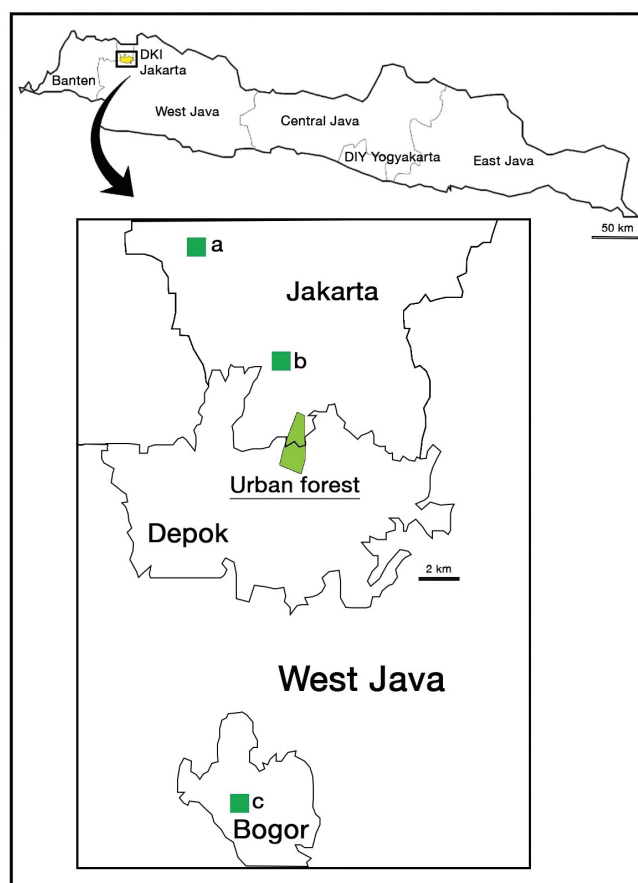 DKI
Jakarta
Banten
West Java
Central Java
DIY Yogyakarta
East Java
50 km
a
Jakarta
b
Urban forest
Depok
2 km
West Java
c
Bogor